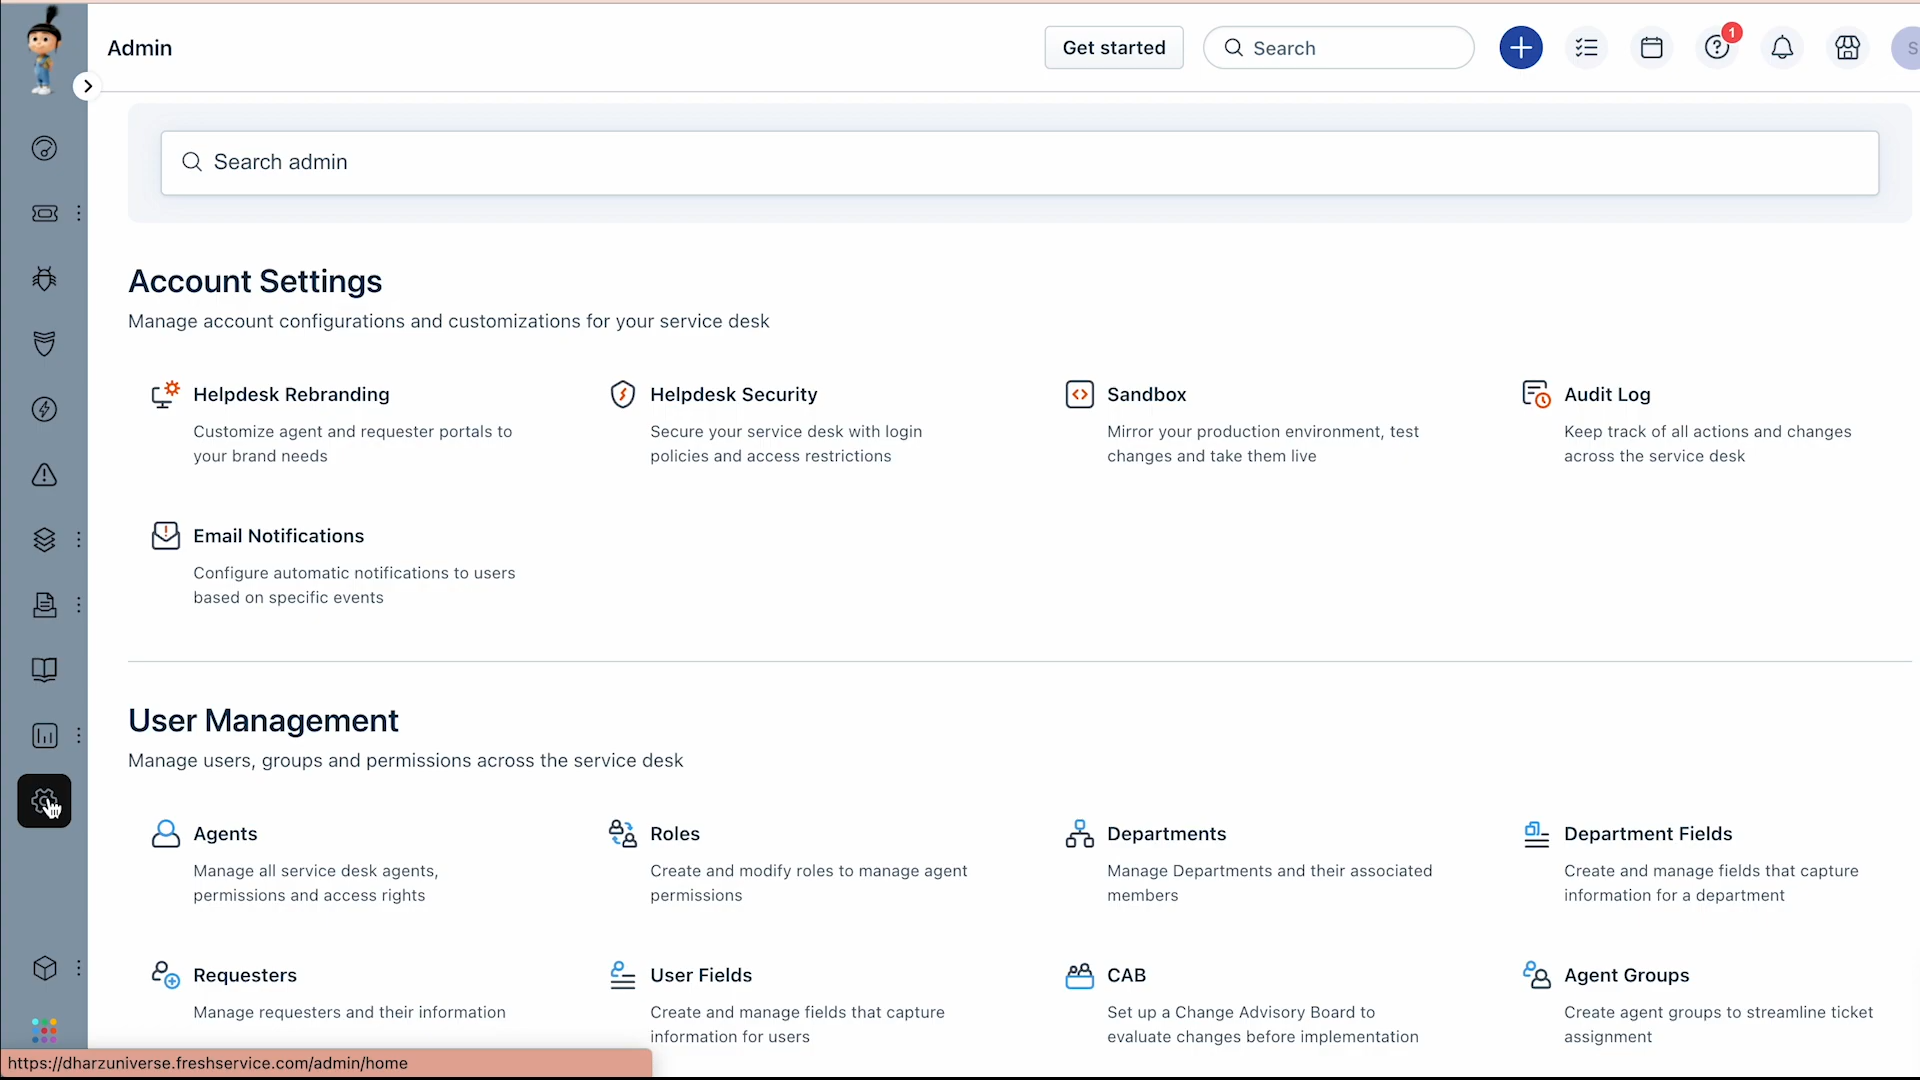 Admin
Get started
Search
1
S
Search admin
Account Settings
Manage account configurations and customizations for your service desk
Helpdesk Rebranding
Customize agent and requester portals to
your brand needs
Helpdesk Security
Secure your service desk with login
policies and access restrictions
Sandbox
Mirror your production environment, test
changes and take them live
Audit Log
Keep track of all actions and changes
across the service desk
Email Notifications
Configure automatic notifications to users
based on specific events
User Management
Manage users, groups and permissions across the service desk
Agents
Manage all service desk agents,
permissions and access rights
Roles
Create and modify roles to manage agent
permissions
Departments
Manage Departments and their associated
members
Department Fields
Create and manage fields that capture
information for a department
Requesters
Manage requesters and their information
User Fields
Create and manage fields that capture
information for users
CAB
Set up a Change Advisory Board to
evaluate changes before implementation
Agent Groups
Create agent groups to streamline ticket
assignment
https://dharzuniverse.freshservice.com/admin/home